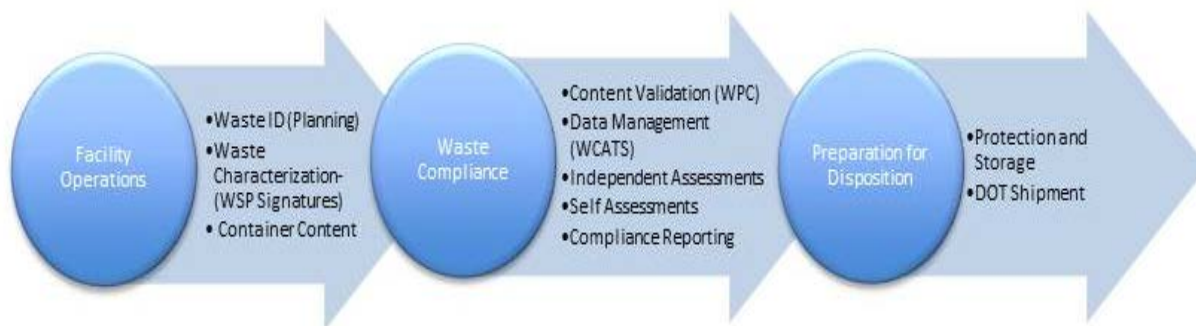 Facility
Operations
•Waste ID (Planning)
•Waste
Characterization-
(WSP Signatures)
• Container Content
Waste
Compliance
•Content Validation (WPC)
•Data Management
(WCATS)
•Independent Assessments
•Self Assessments
•Compliance Reporting
Preparation for
Disposition
•Protection and
Storage
•DOT Shipment